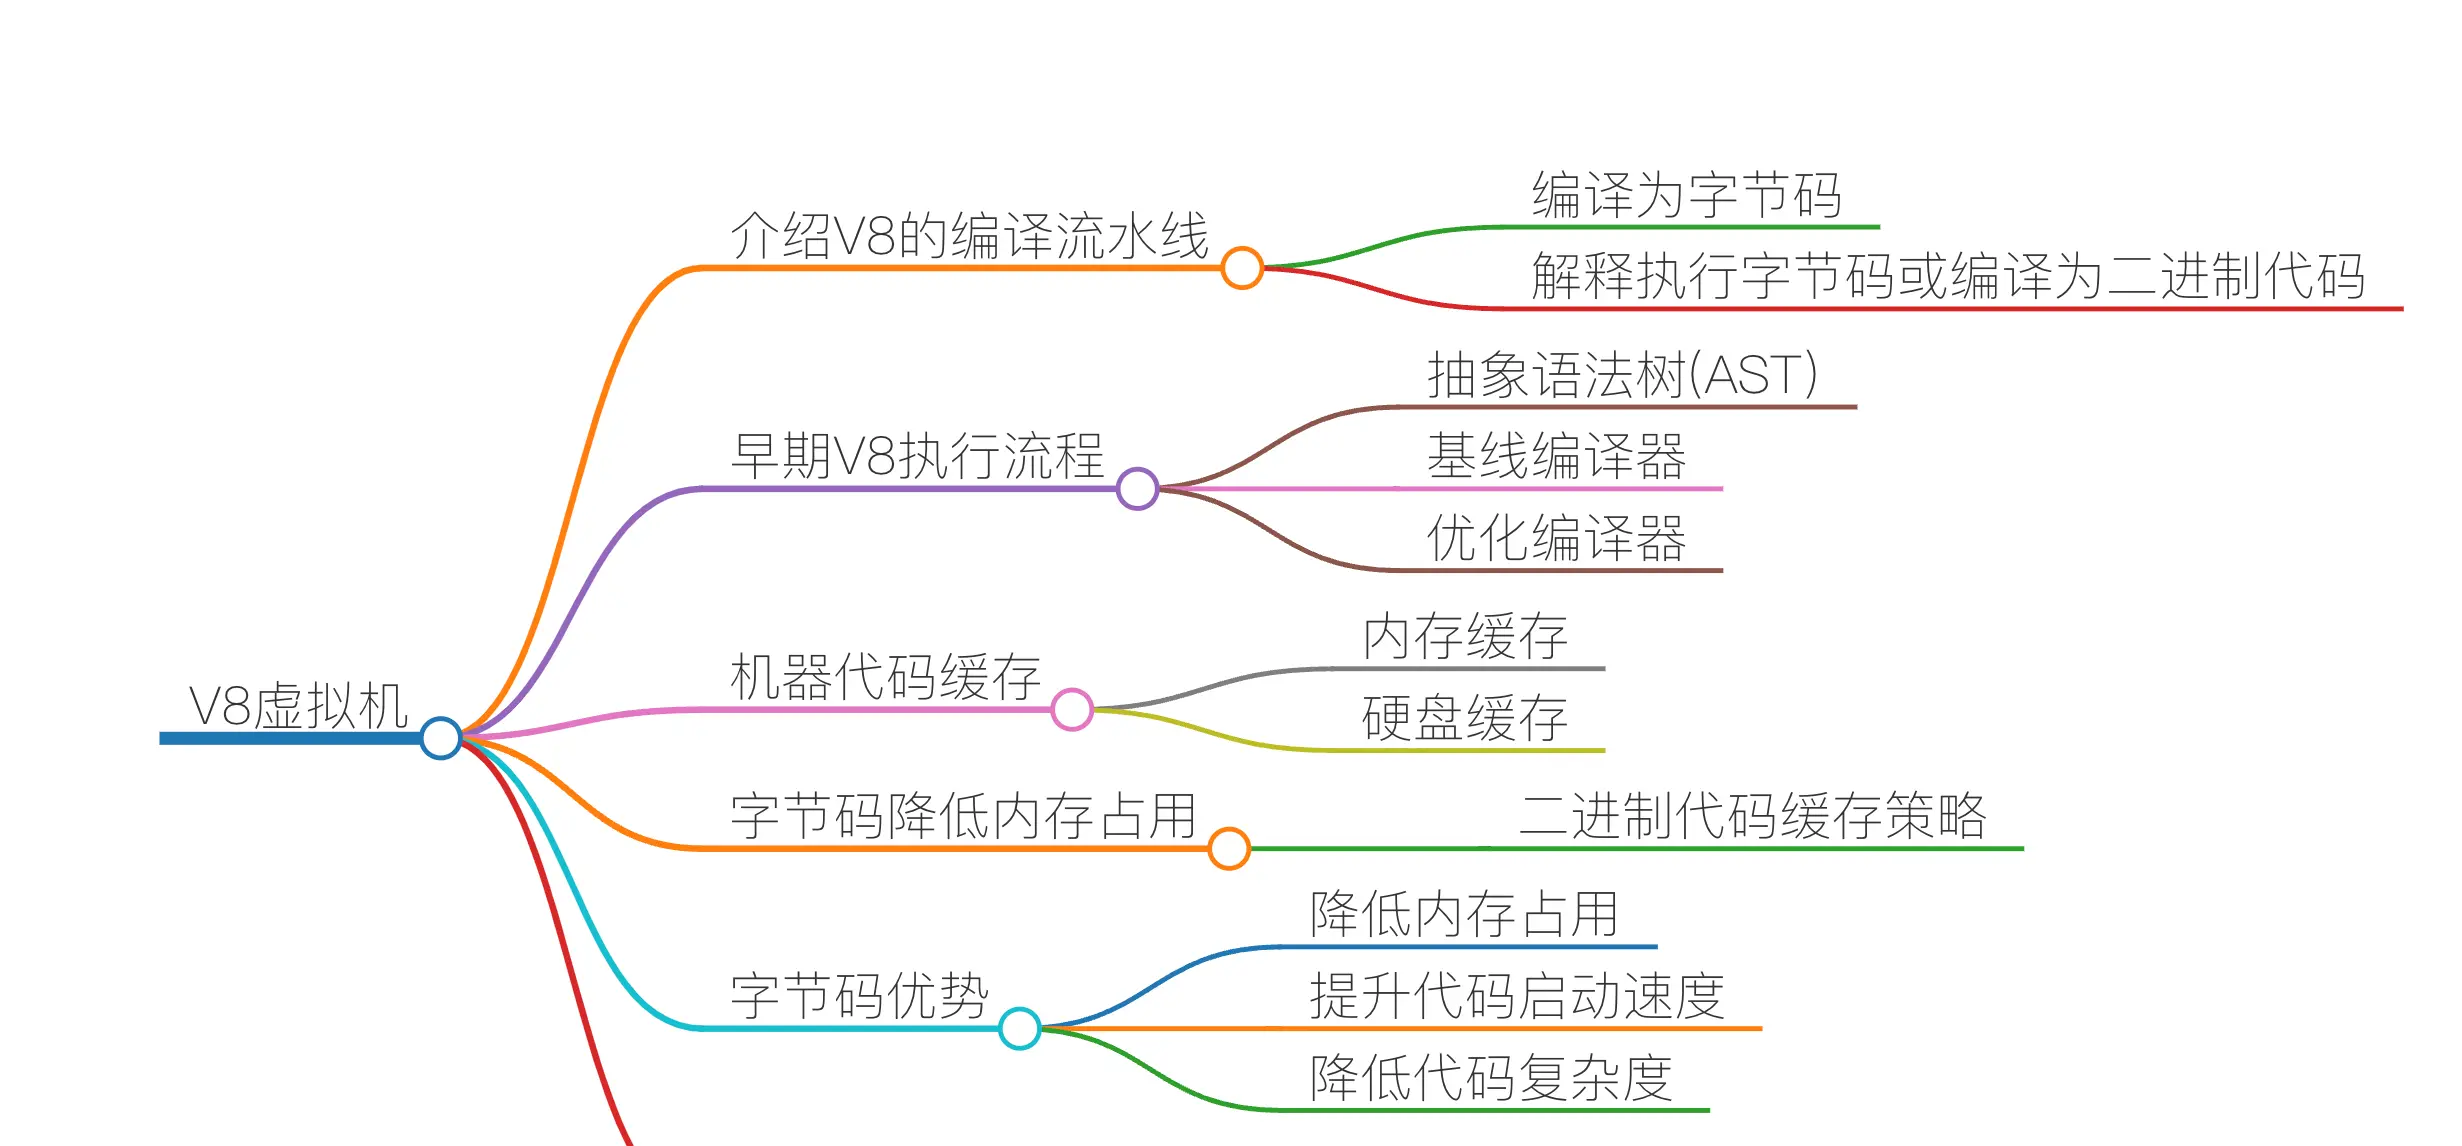 V8虚拟机
介绍V8的编译流水线
编译为字节码
解释执行字节码或编译为二进制代码
早期V8执行流程
抽象语法树(AST)
基线编译器
优化编译器
机器代码缓存
内存缓存
硬盘缓存
字节码降低内存占用
二进制代码缓存策略
字节码优势
降低内存占用
提升代码启动速度
降低代码复杂度